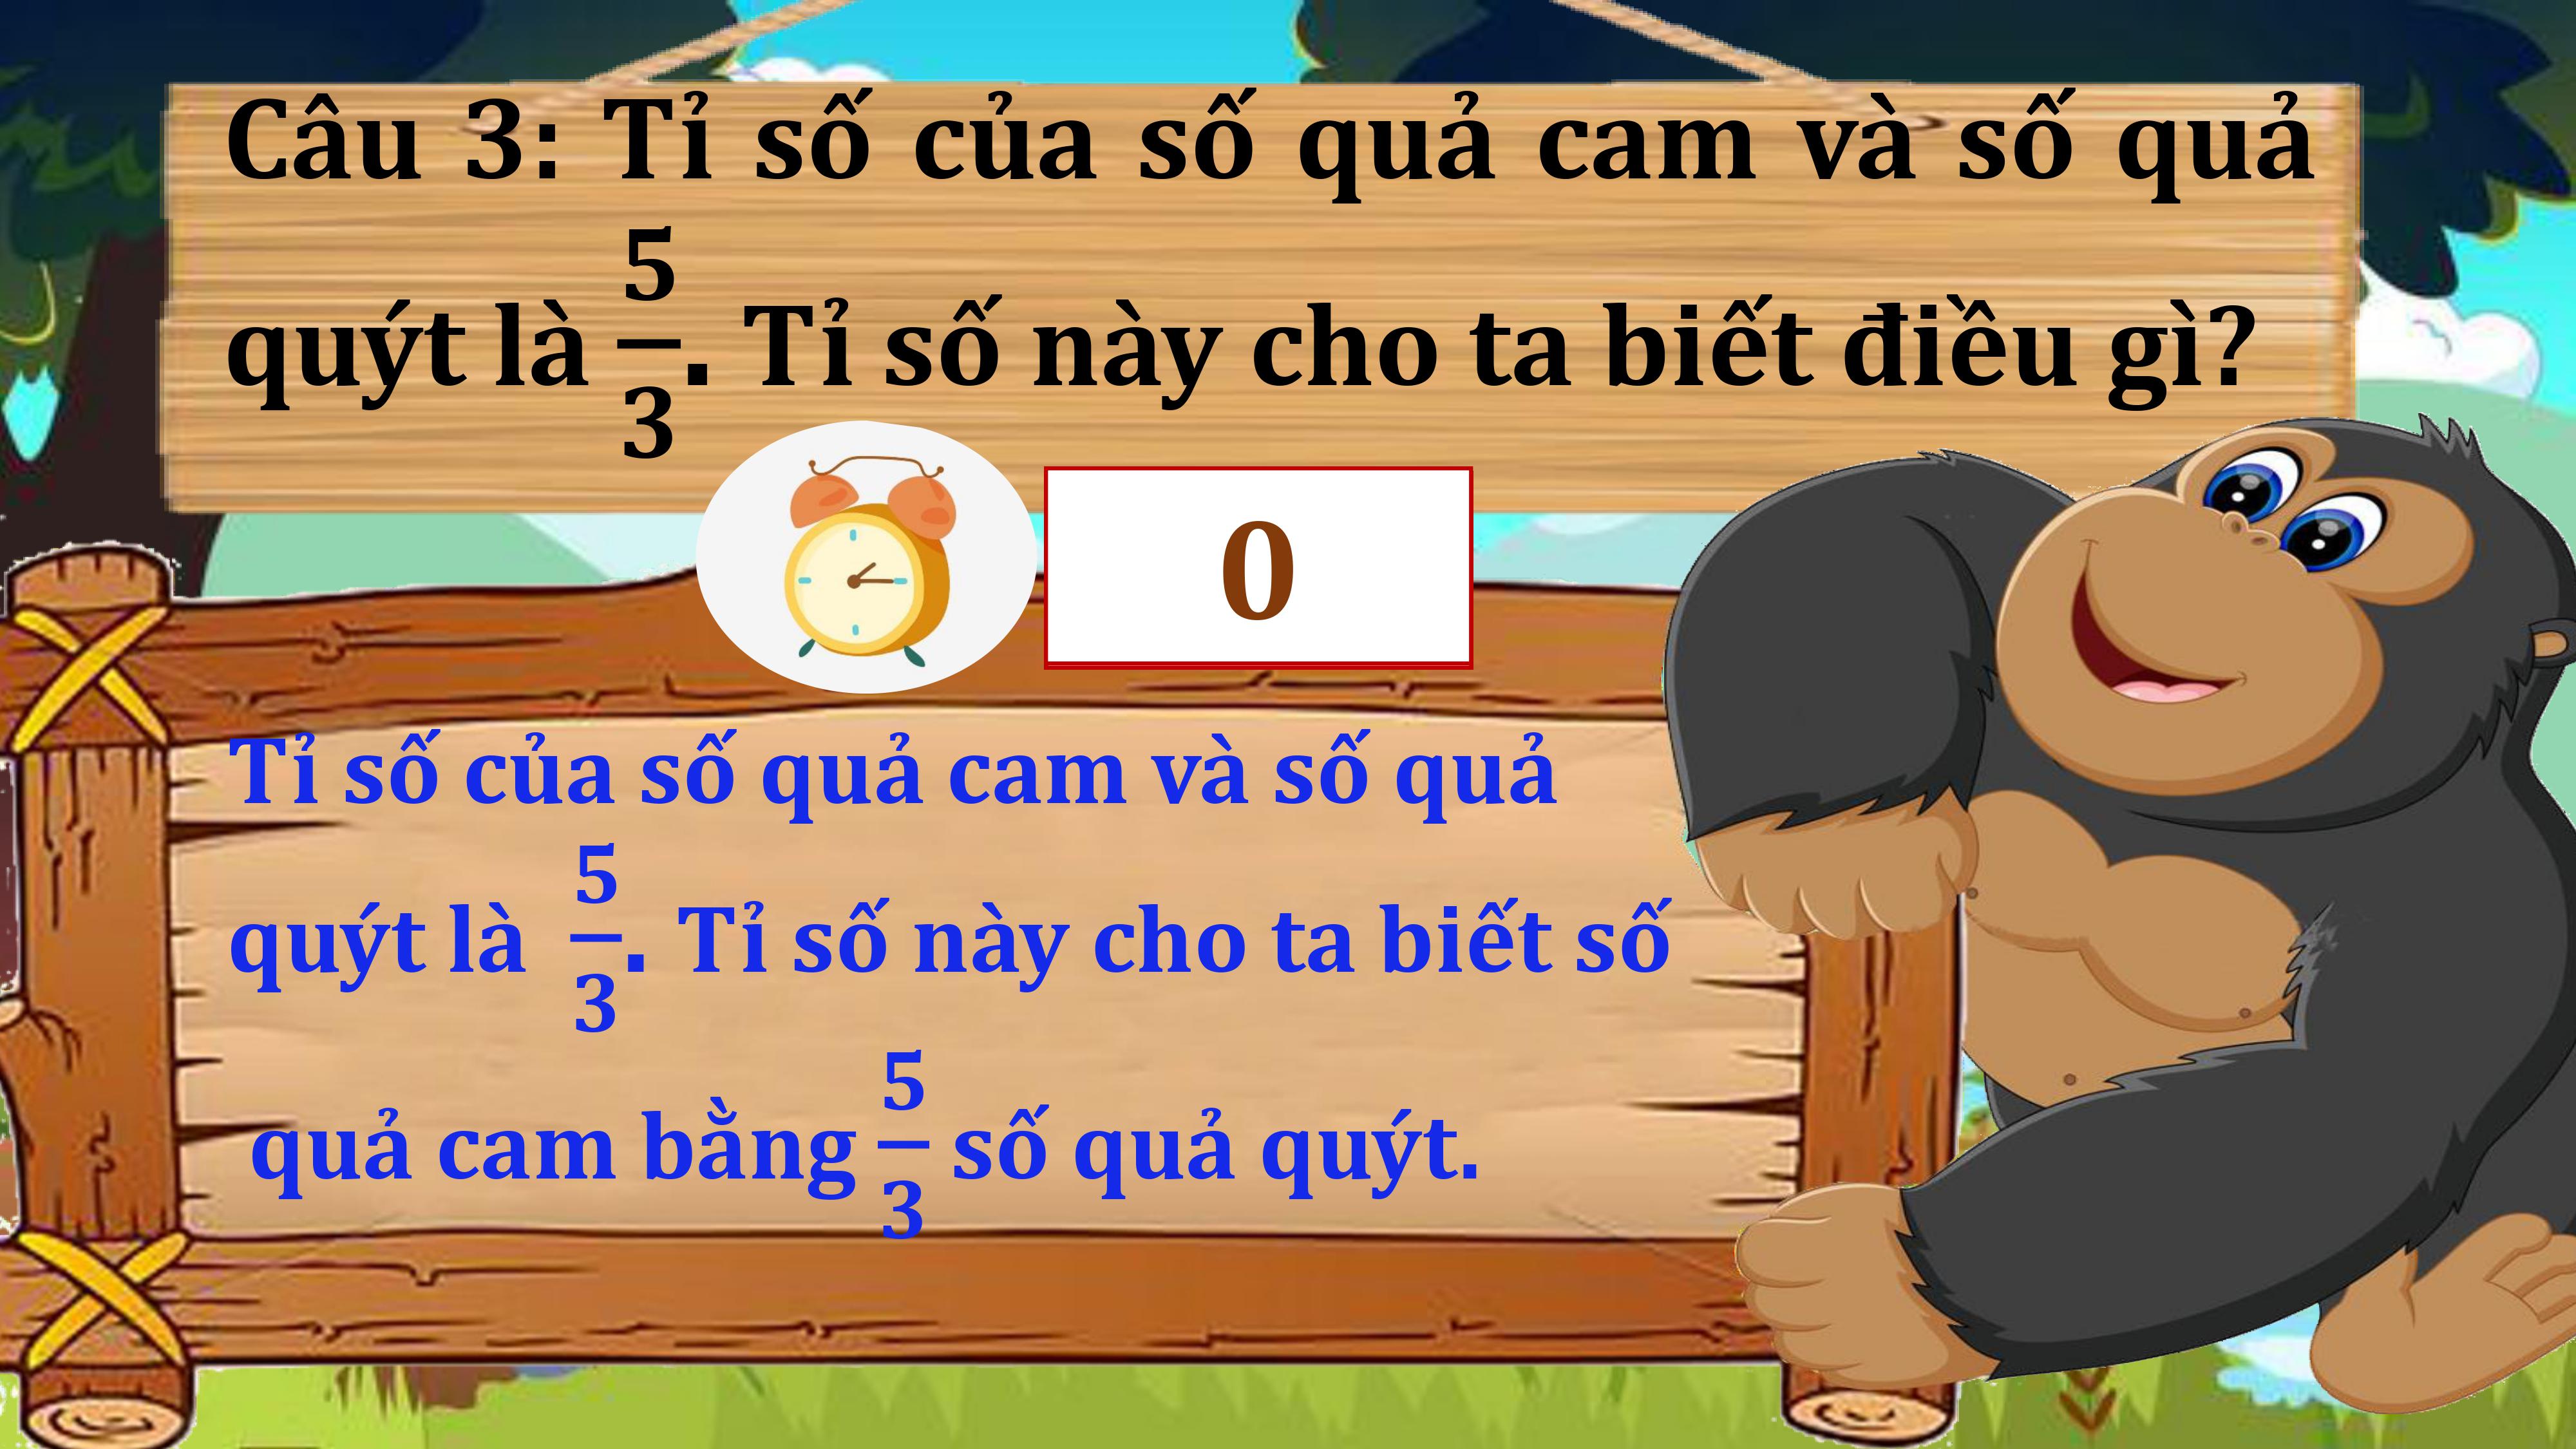 Câu 3: Tỉ số của số quả cam và số quả
quýt là 5/3. Tỉ số này cho ta biết điều gì?
0
Tỉ số của số quả cam và số quả
quýt là 5/3. Tỉ số này cho ta biết số
quả cam bằng 5/3 số quả quýt.